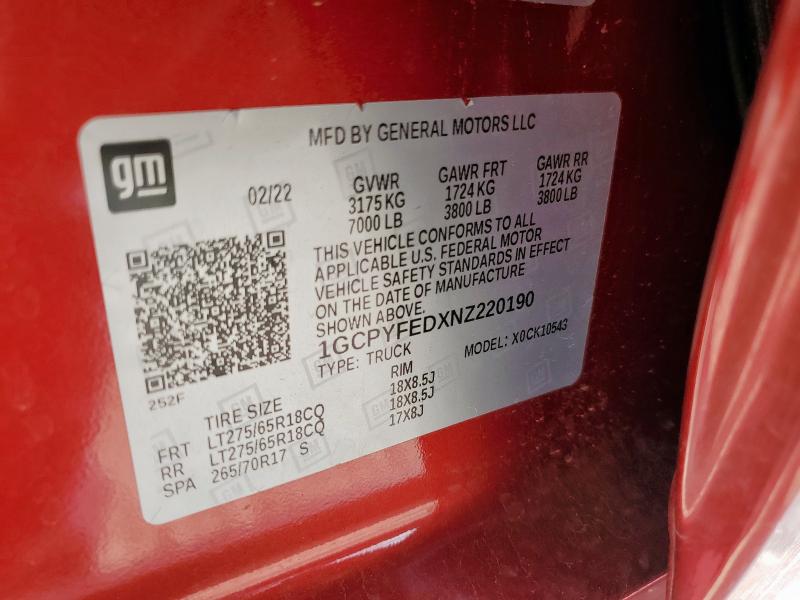 MFD BY GENERAL MOTORS LLC
gm
02/22
GVWR
3175 KG
7000 LB
GAWR FRT
1724 KG
3800 LB
GAWR RR
1724 KG
3800 LB
THIS VEHICLE CONFORMS TO ALL
APPLICABLE U.S. FEDERAL MOTOR
VEHICLE SAFETY STANDARDS IN EFFECT
ON THE DATE OF MANUFACTURE
SHOWN ABOVE.
1GCPYFEDXNZ220190
TYPE: TRUCK
MODEL: X0CK10543
252F
TIRE SIZE RIM
FRT LT275/65R18CQ 18X8.5J
RR LT275/65R18CQ 18X8.5J
SPA 265/70R17 S 17X8J